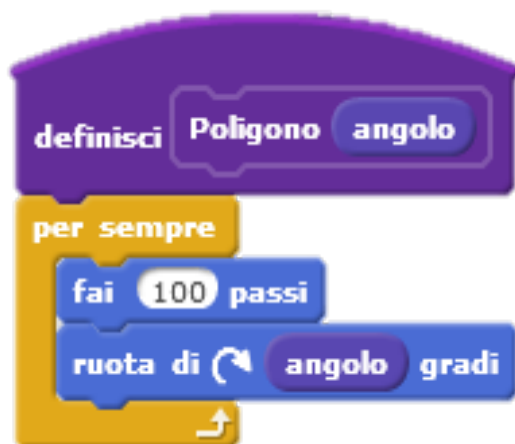 definisci Poligono angolo
per sempre
fai 100 passi
ruota di angolo gradi